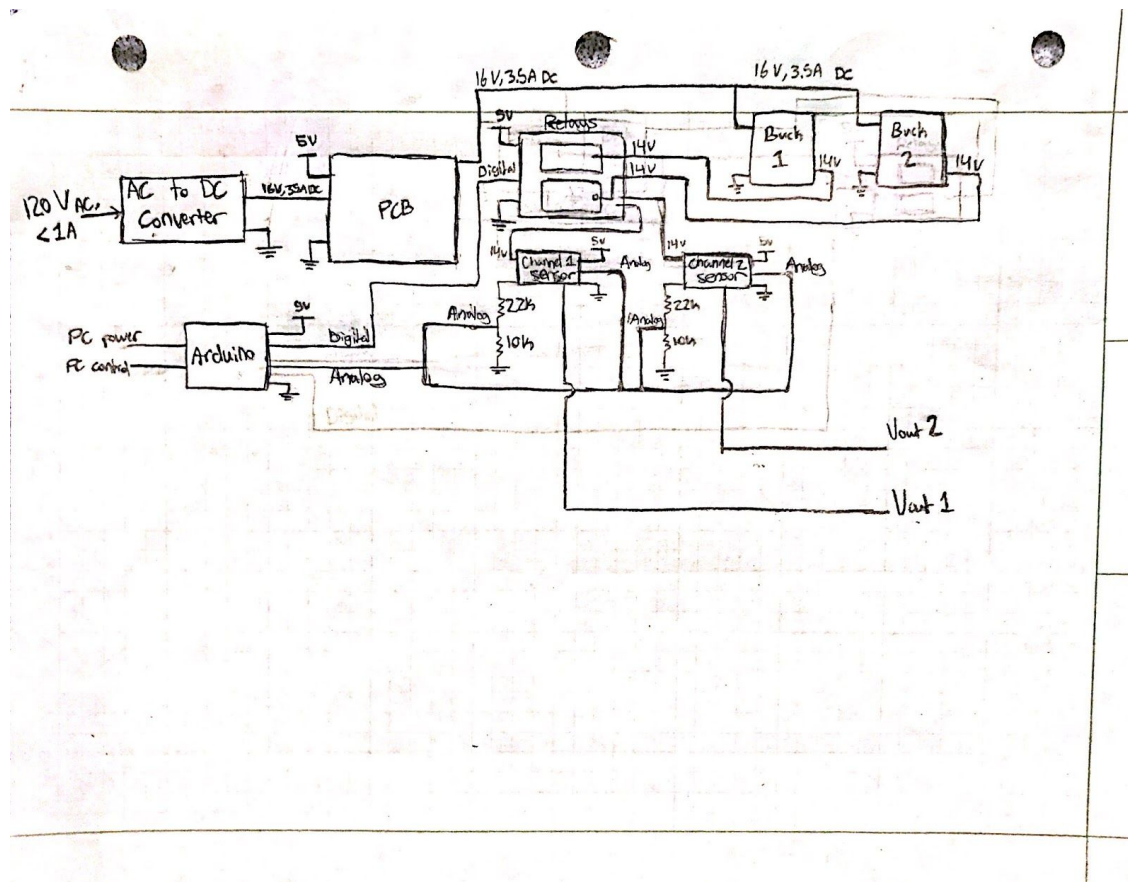 16V, 3.5A DC
16V, 3.5A DC
5V
Relays
14V
14V
Digital
Buck
1
14V
Buck
2
14V
5V
120V AC,
<1A
AC to DC
Converter
16V, 3.5A DC
PCB
14V
Channel 1
Sensor
5V
Analog
14V
Channel 2
Sensor
5V
Analog
22k
10k
Analog
22k
10k
Analog
PC power
PC control
Arduino
Digital
Analog
Vout 2
Vout 1